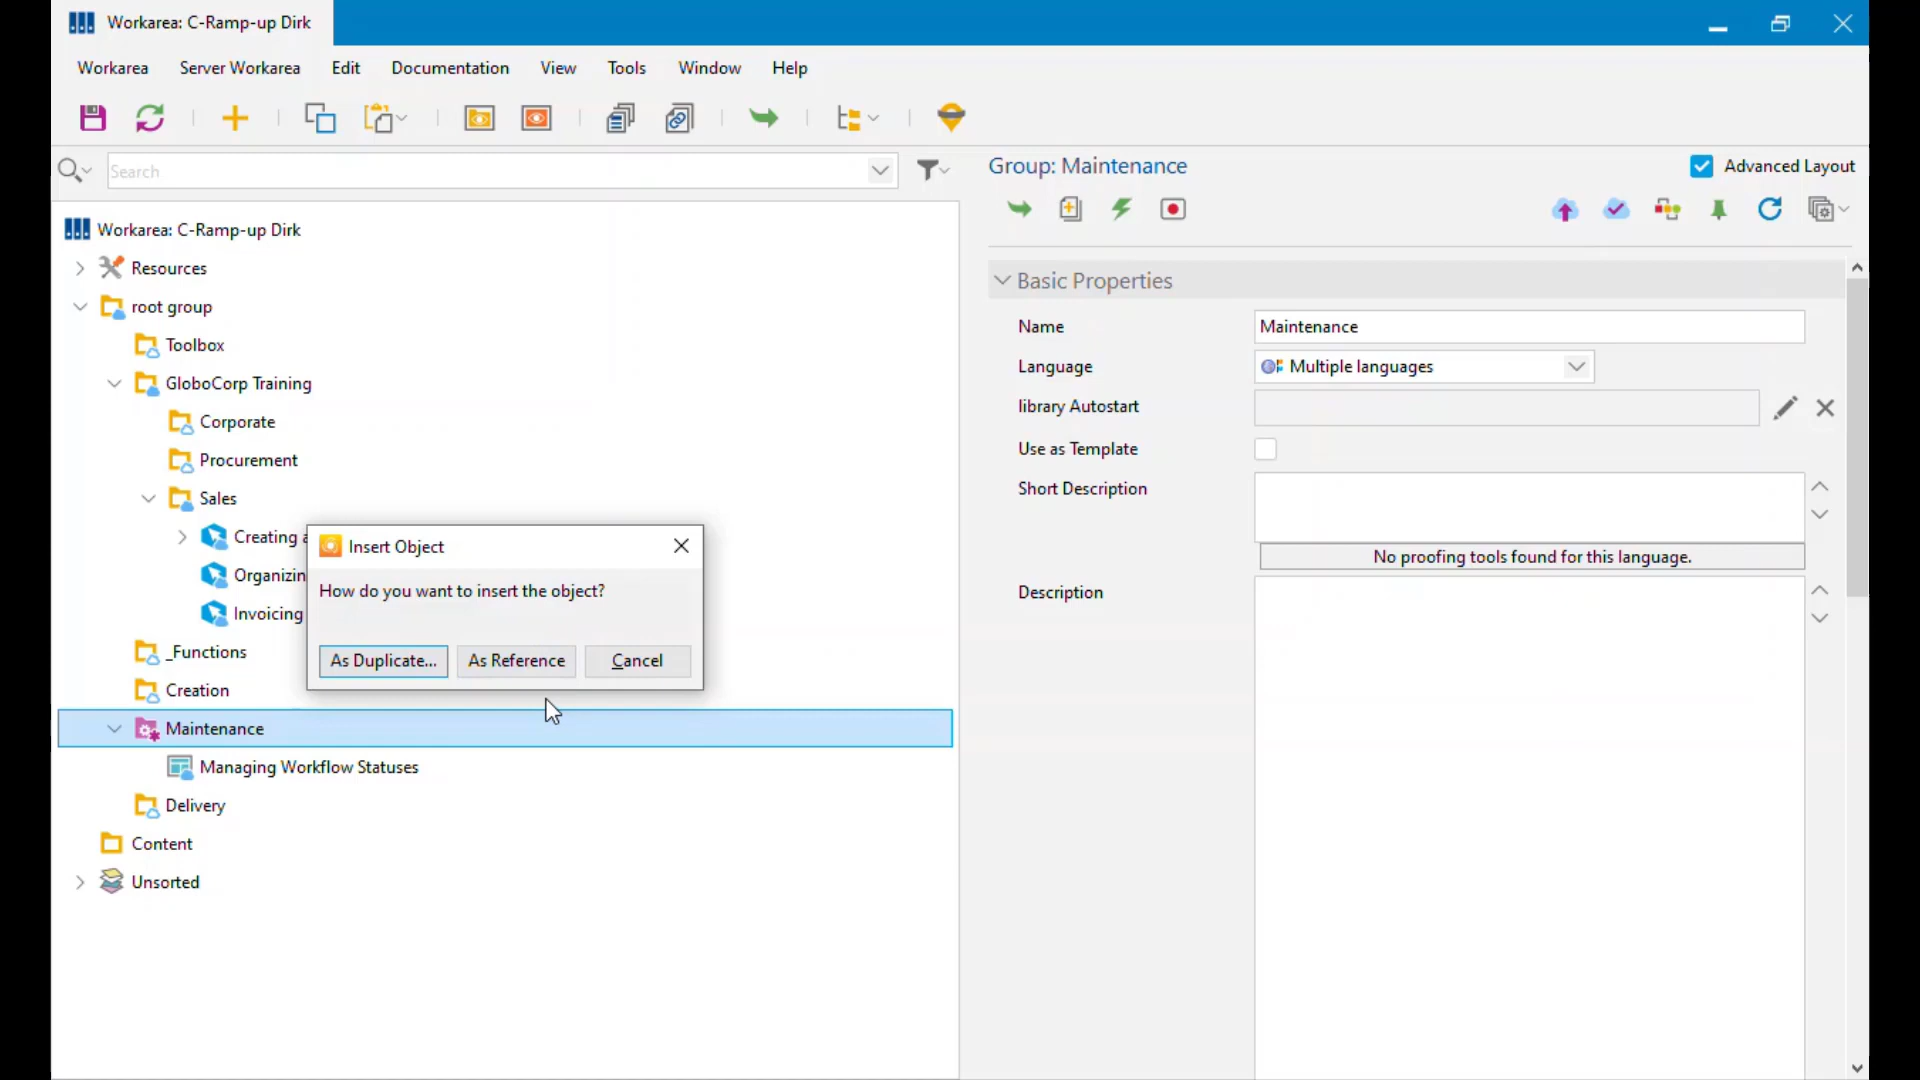 Workarea: C-Ramp-up Dirk
Workarea Server Workarea Edit Documentation View Tools Window Help
Search
Group: Maintenance
Advanced Layout
Workarea: C-Ramp-up Dirk
Resources
root group
Toolbox
GloboCorp Training
Corporate
Procurement
Sales
Creating a
Organizin
Invoicing
_Functions
Creation
Maintenance
Managing Workflow Statuses
Delivery
Content
Unsorted
Insert Object
How do you want to insert the object?
As Duplicate... As Reference Cancel
Basic Properties
Name Maintenance
Language Multiple languages
library Autostart
Use as Template
Short Description
No proofing tools found for this language.
Description